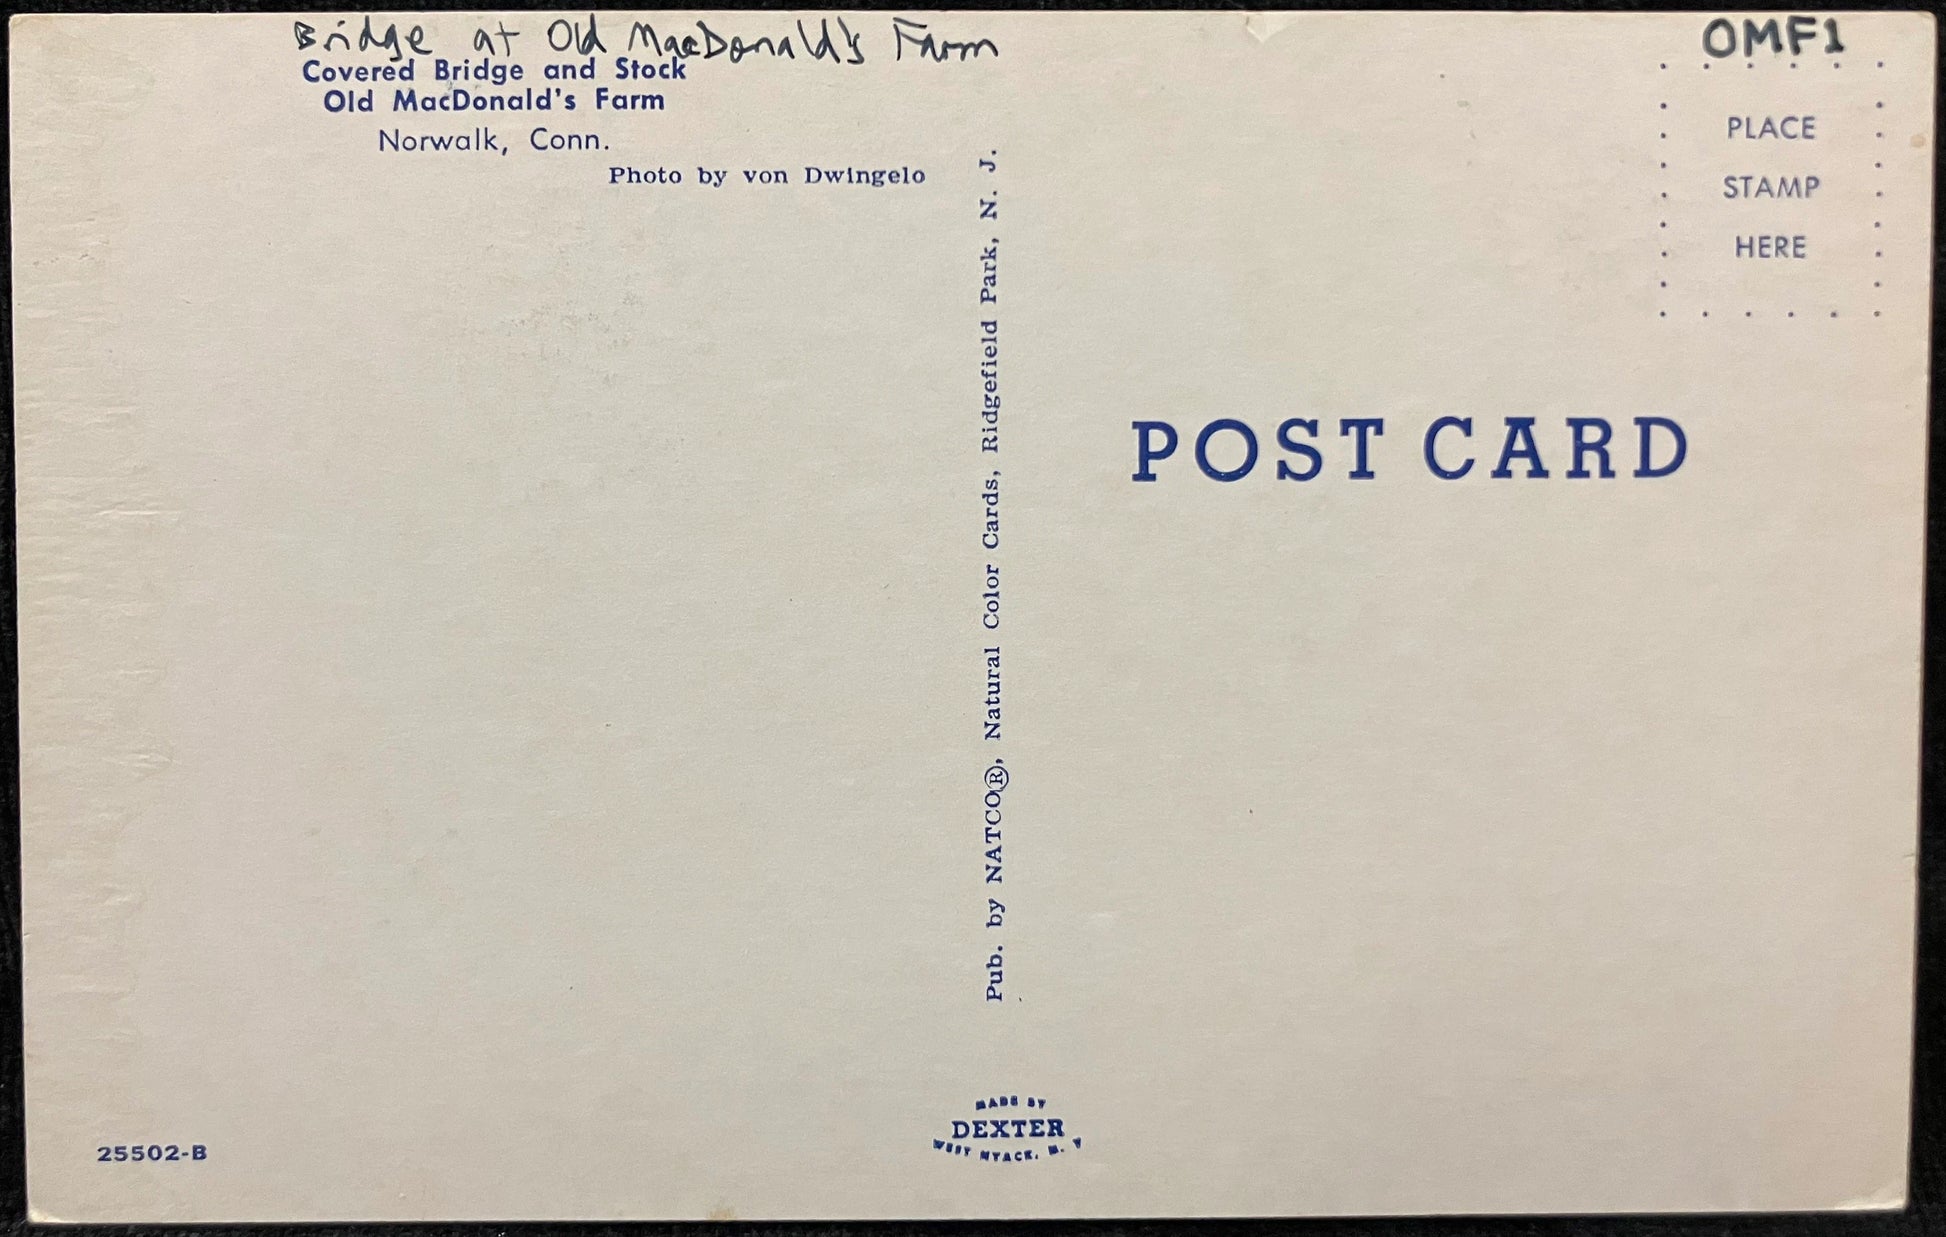 Bridge at Old MacDonald's Farm
Covered Bridge and Stock
Old MacDonald's Farm
Norwalk, Conn.
Photo by von Dwingelo
Pub. by NATCO®, Natural Color Cards, Ridgefield Park, N. J.
OMF1
PLACE
STAMP
HERE
POST CARD
25502-B
MADE BY
DEXTER
WEST NYACK, N. Y